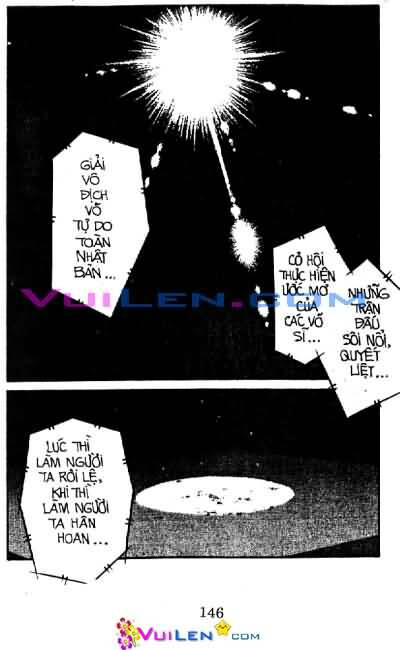 GIẢI
VÔ
ĐỊCH
VÕ
TỰ DO
TOÀN
NHẬT
BẢN...
CƠ HỘI
THỰC HIỆN
ƯỚC MƠ
CỦA
CÁC VÕ
SĨ...
NHỮNG
TRẬN
ĐẤU
SÔI NỔI,
QUYẾT
LIỆT...
VUILEN.COM
LÚC THÌ
LÀM NGƯỜI
TA RƠI LỆ,
KHI THÌ
LÀM NGƯỜI
TA HÂN
HOAN...
146
VUILEN.COM